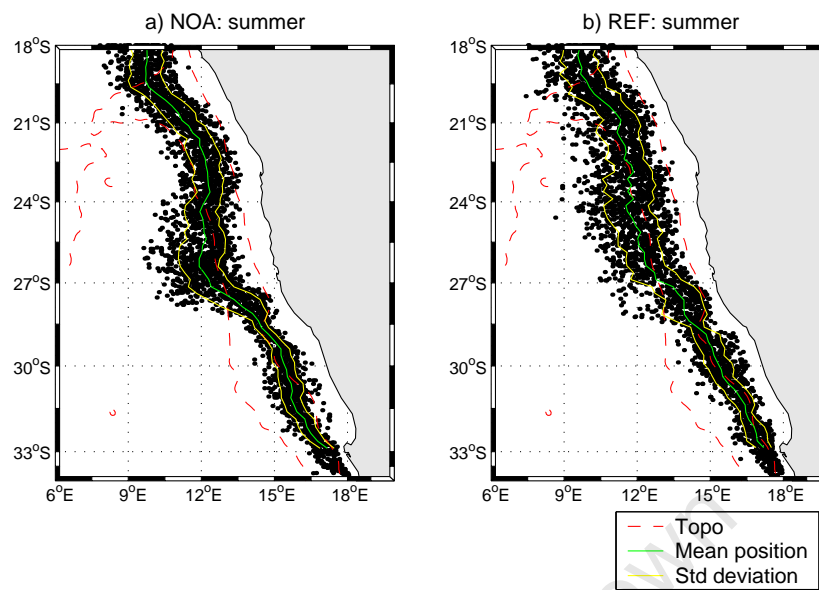 a) NOA: summer
b) REF: summer
18°S
21°S
24°S
27°S
30°S
33°S
6°E 9°E 12°E 15°E 18°E
18°S
21°S
24°S
27°S
30°S
33°S
6°E 9°E 12°E 15°E 18°E
Topo
Mean position
Std deviation
own